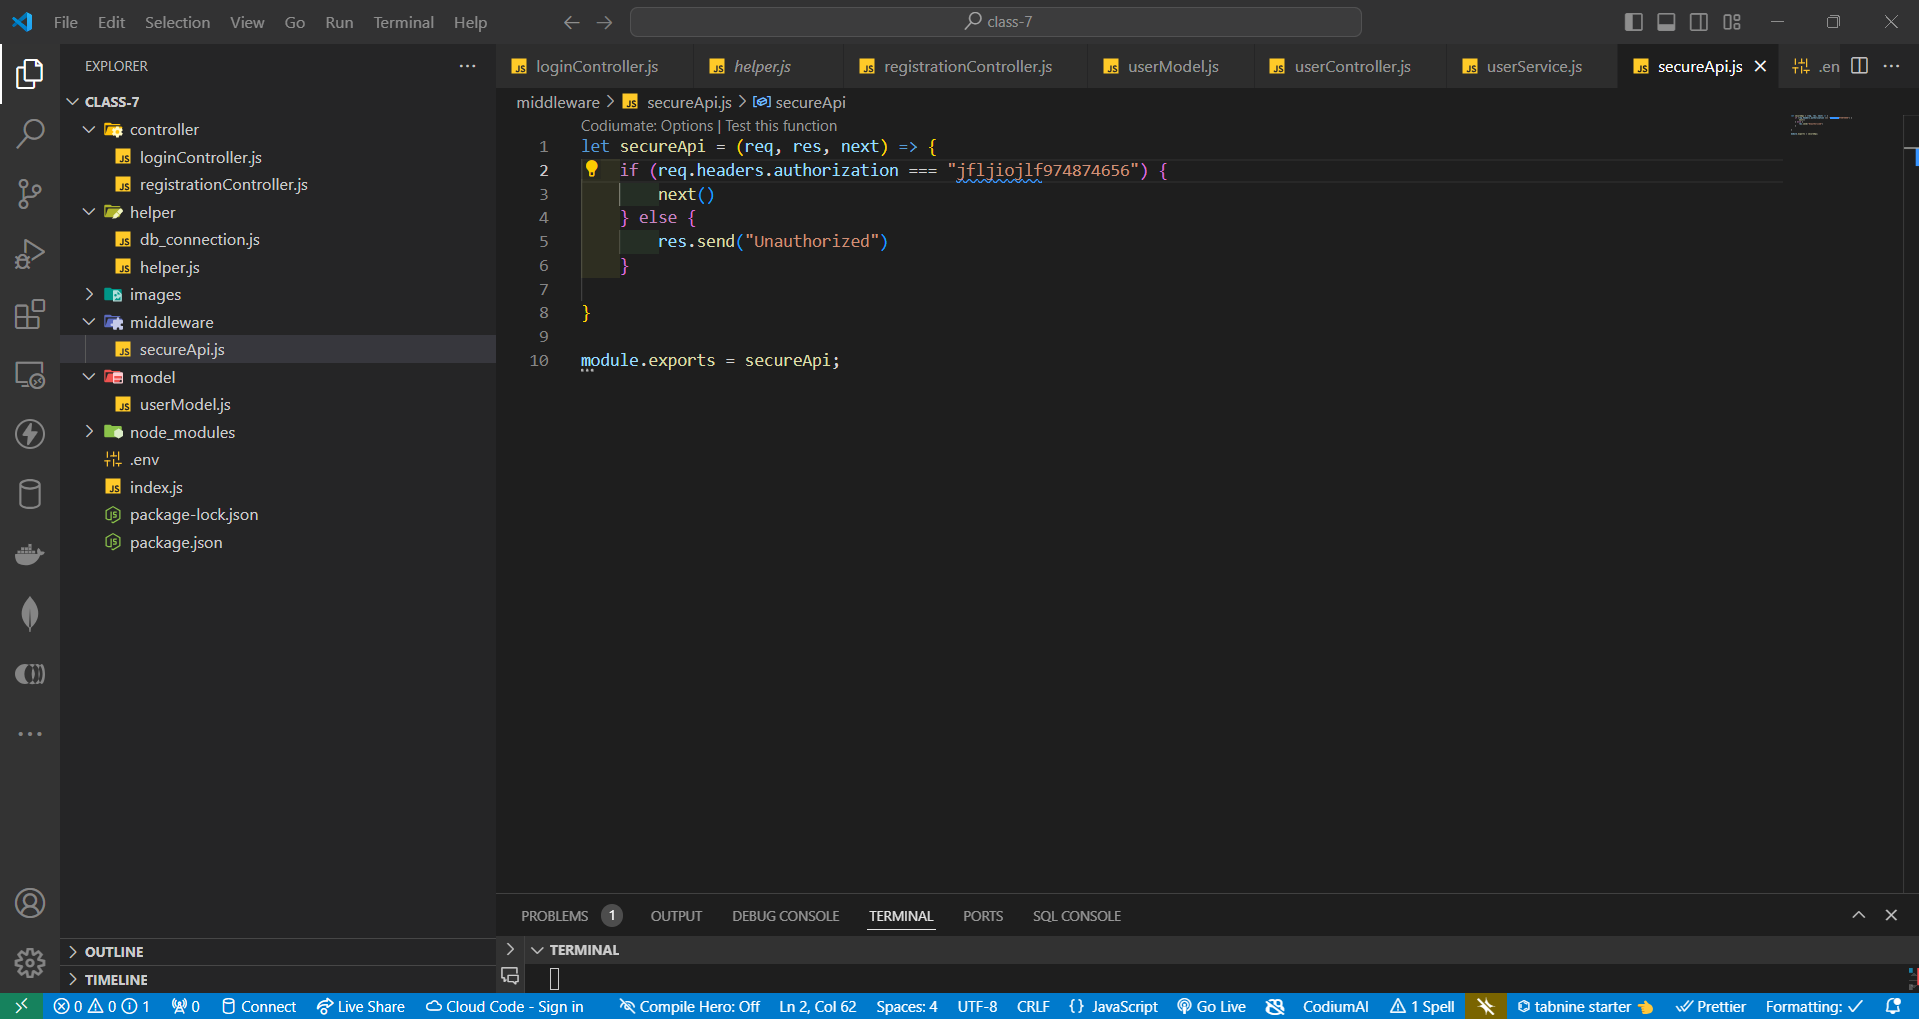 File Edit Selection View Go Run Terminal Help
class-7
EXPLORER
CLASS-7
controller
loginController.js
registrationController.js
helper
db_connection.js
helper.js
images
middleware
secureApi.js
model
userModel.js
node_modules
.env
index.js
package-lock.json
package.json
OUTLINE
TIMELINE
loginController.js helper.js registrationController.js userModel.js userController.js userService.js secureApi.js .en
middleware > secureApi.js > secureApi
Codiumate: Options | Test this function
1 let secureApi = (req, res, next) => {
2 if (req.headers.authorization === "jfljiojlf974874656") {
3 next()
4 } else {
5 res.send("Unauthorized")
6 }
7
8 }
9
10 module.exports = secureApi;
PROBLEMS 1 OUTPUT DEBUG CONSOLE TERMINAL PORTS SQL CONSOLE
TERMINAL
0 0 1 0 Connect Live Share Cloud Code - Sign in Compile Hero: Off Ln 2, Col 62 Spaces: 4 UTF-8 CRLF {} JavaScript Go Live CodiumAI 1 Spell tabnine starter Prettier Formatting: